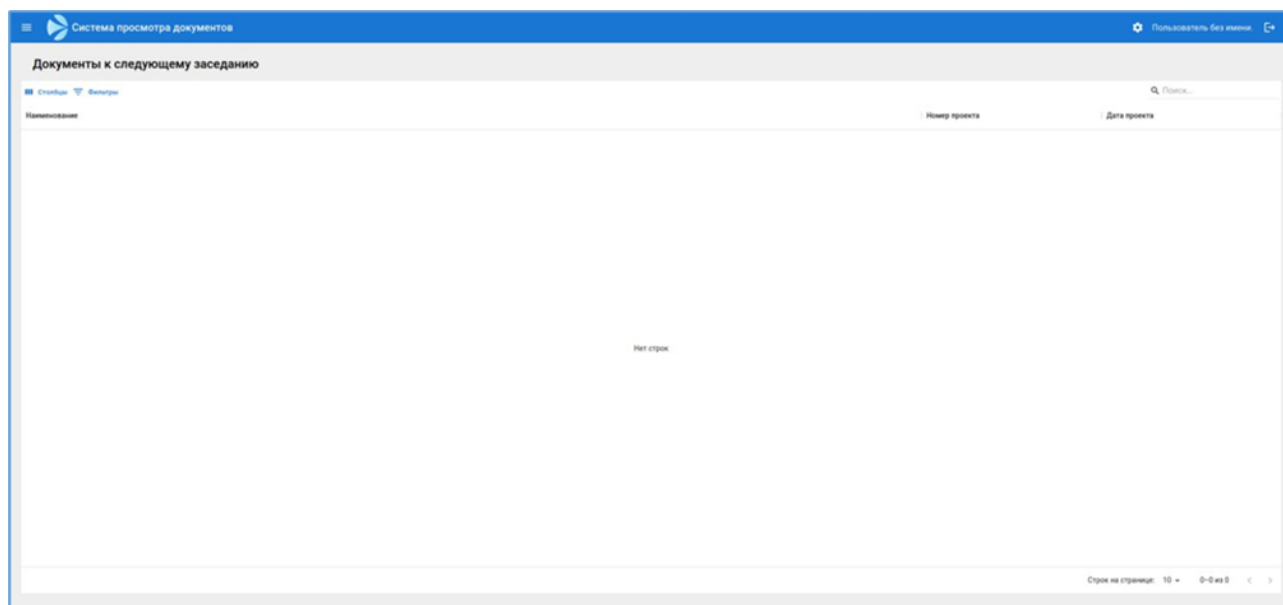 Система просмотра документов
Пользователь без имени.
Документы к следующему заседанию
Столбцы Фильтры
Поиск...
Наименование Номер проекта Дата проекта
Нет строк
Строк на странице: 10 0–0 из 0